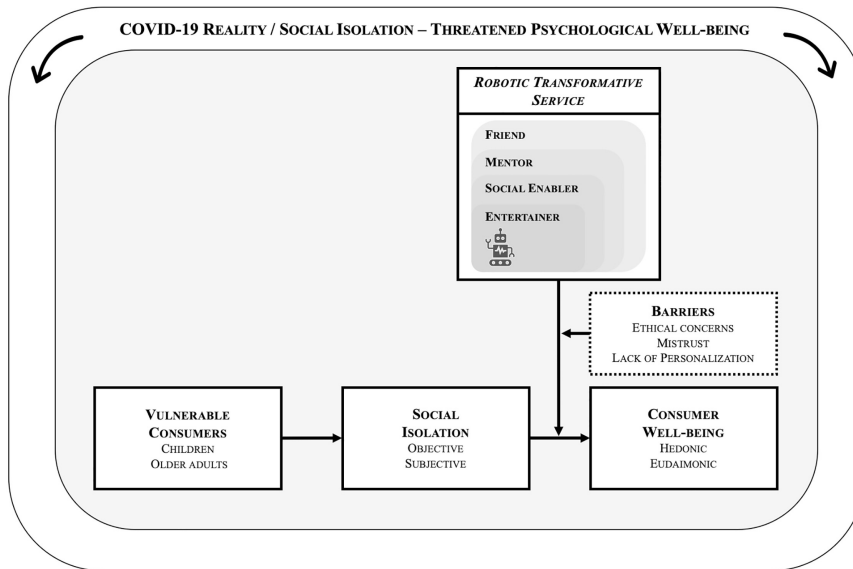 COVID-19 REALITY / SOCIAL ISOLATION – THREATENED PSYCHOLOGICAL WELL-BEING
ROBOTIC TRANSFORMATIVE
SERVICE
FRIEND
MENTOR
SOCIAL ENABLER
ENTERTAINER
BARRIERS
ETHICAL CONCERNS
MISTRUST
LACK OF PERSONALIZATION
VULNERABLE
CONSUMERS
CHILDREN
OLDER ADULTS
SOCIAL
ISOLATION
OBJECTIVE
SUBJECTIVE
CONSUMER
WELL-BEING
HEDONIC
EUDAIMONIC